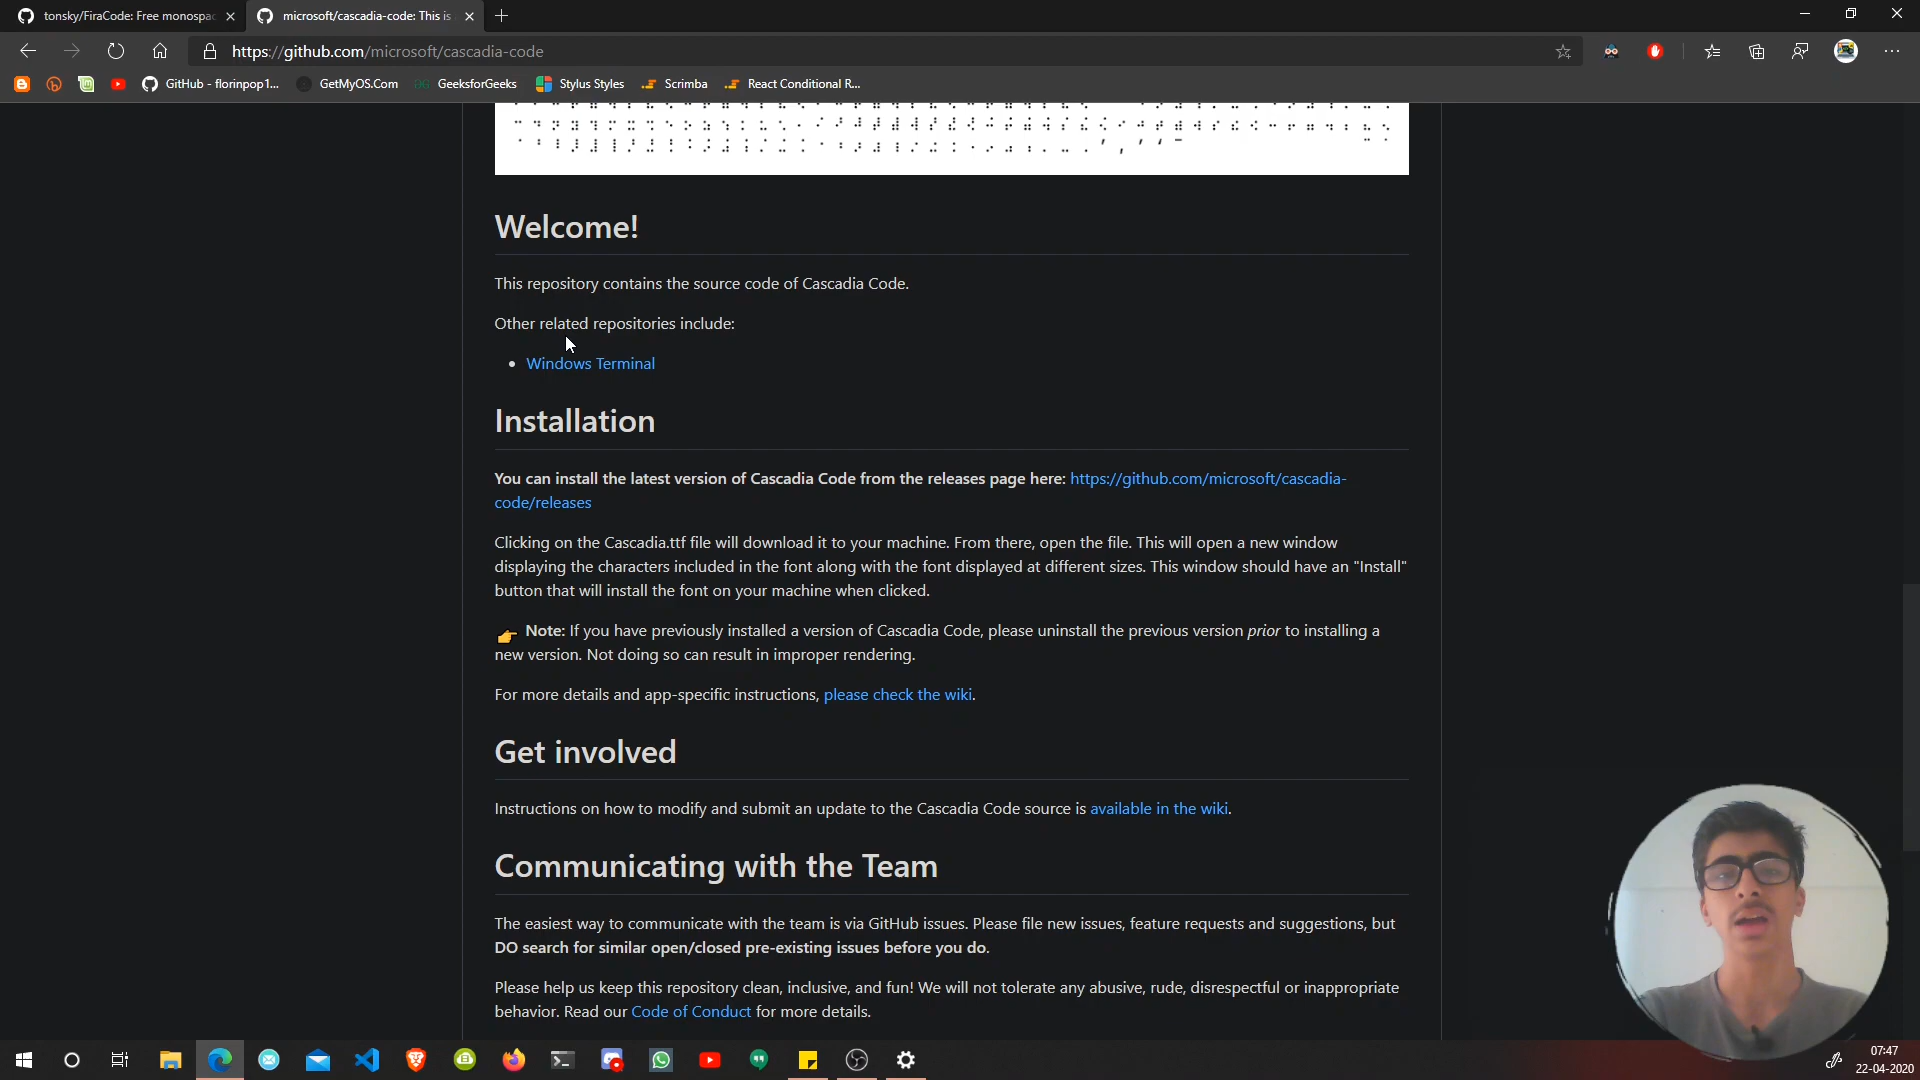 tonsky/FiraCode: Free monospac
microsoft/cascadia-code: This is
https://github.com/microsoft/cascadia-code
GitHub - florinpop1...
GetMyOS.Com
GeeksforGeeks
Stylus Styles
Scrimba
React Conditional R...
Welcome!
This repository contains the source code of Cascadia Code.
Other related repositories include:
• Windows Terminal
Installation
You can install the latest version of Cascadia Code from the releases page here: https://github.com/microsoft/cascadia-
code/releases
Clicking on the Cascadia.ttf file will download it to your machine. From there, open the file. This will open a new window
displaying the characters included in the font along with the font displayed at different sizes. This window should have an "Install"
button that will install the font on your machine when clicked.
👉 Note: If you have previously installed a version of Cascadia Code, please uninstall the previous version prior to installing a
new version. Not doing so can result in improper rendering.
For more details and app-specific instructions, please check the wiki.
Get involved
Instructions on how to modify and submit an update to the Cascadia Code source is available in the wiki.
Communicating with the Team
The easiest way to communicate with the team is via GitHub issues. Please file new issues, feature requests and suggestions, but
DO search for similar open/closed pre-existing issues before you do.
Please help us keep this repository clean, inclusive, and fun! We will not tolerate any abusive, rude, disrespectful or inappropriate
behavior. Read our Code of Conduct for more details.
07:47
22-04-2020